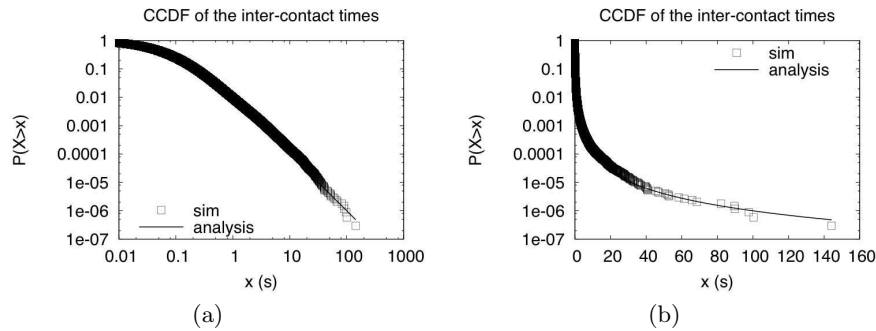 CCDF of the inter-contact times
P(X>x)
1
0.1
0.01
0.001
0.0001
1e-05
1e-06
1e-07
sim
analysis
0.01 0.1 1 10 100 1000
x (s)
(a)
CCDF of the inter-contact times
P(X>x)
1
0.1
0.01
0.001
0.0001
1e-05
1e-06
1e-07
sim
analysis
0 20 40 60 80 100 120 140 160
x (s)
(b)